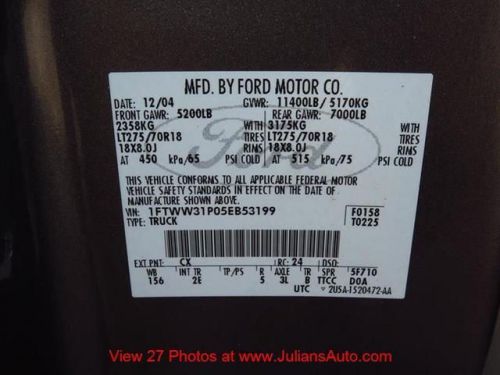 MFD. BY FORD MOTOR CO.
DATE: 12/04 GVWR: 11400LB/ 5170KG
FRONT GAWR: 5200LB REAR GAWR: 7000LB
2358KG WITH 3175KG WITH
LT275/70R18 TIRES LT275/70R18 TIRES
18X8.0J RIMS 18X8.0J RIMS
AT 450 kPa/65 PSI COLD AT 515 kPa/75 PSI COLD
Ford
THIS VEHICLE CONFORMS TO ALL APPLICABLE FEDERAL MOTOR
VEHICLE SAFETY STANDARDS IN EFFECT ON THE DATE OF
MANUFACTURE SHOWN ABOVE.
VIN: 1FTWW31P05EB53199 F0158
TYPE: TRUCK T0225
EXT PNT: CX RC: 24 DSO:
WB INT TR TP/PS R AXLE TR SPR 5F710
156 2E 5 3L B TTCC D0A
UTC 2U5A-1520472-AA
View 27 Photos at www.JuliansAuto.com